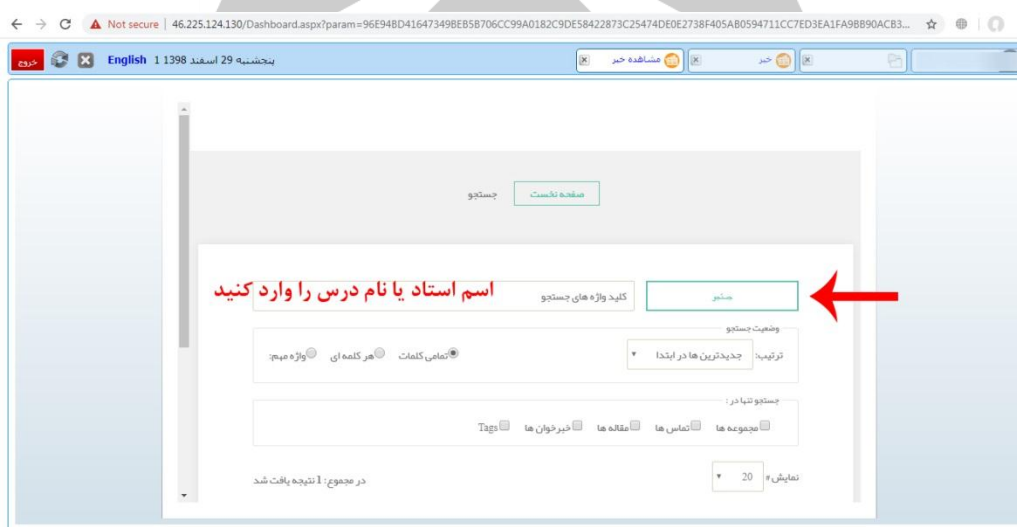 Not secure | 46.225.124.130/Dashboard.aspx?param=96E94BD41647349BEB5B706CC99A0182C9DE58422873C25474DE0E2738F405AB0594711CC7ED3EA1FA9BB90ACB3...
خبر
مشاهده خبر
پنجشنبه 29 اسفند 1398 1 English
خروج
صفحه نخست
جستجو
کلید واژه های جستجو
اسم استاد یا نام درس را وارد کنید
وضعیت جستجو
ترتیب: جدیدترین ها در ابتدا
تمامی کلمات هر کلمه ای واژه مهم:
جستجو تنها در :
مجموعه ها تماس ها مقاله ها خبرخوان ها Tags
نمایش # 20
در مجموع: 1 نتیجه یافت شد